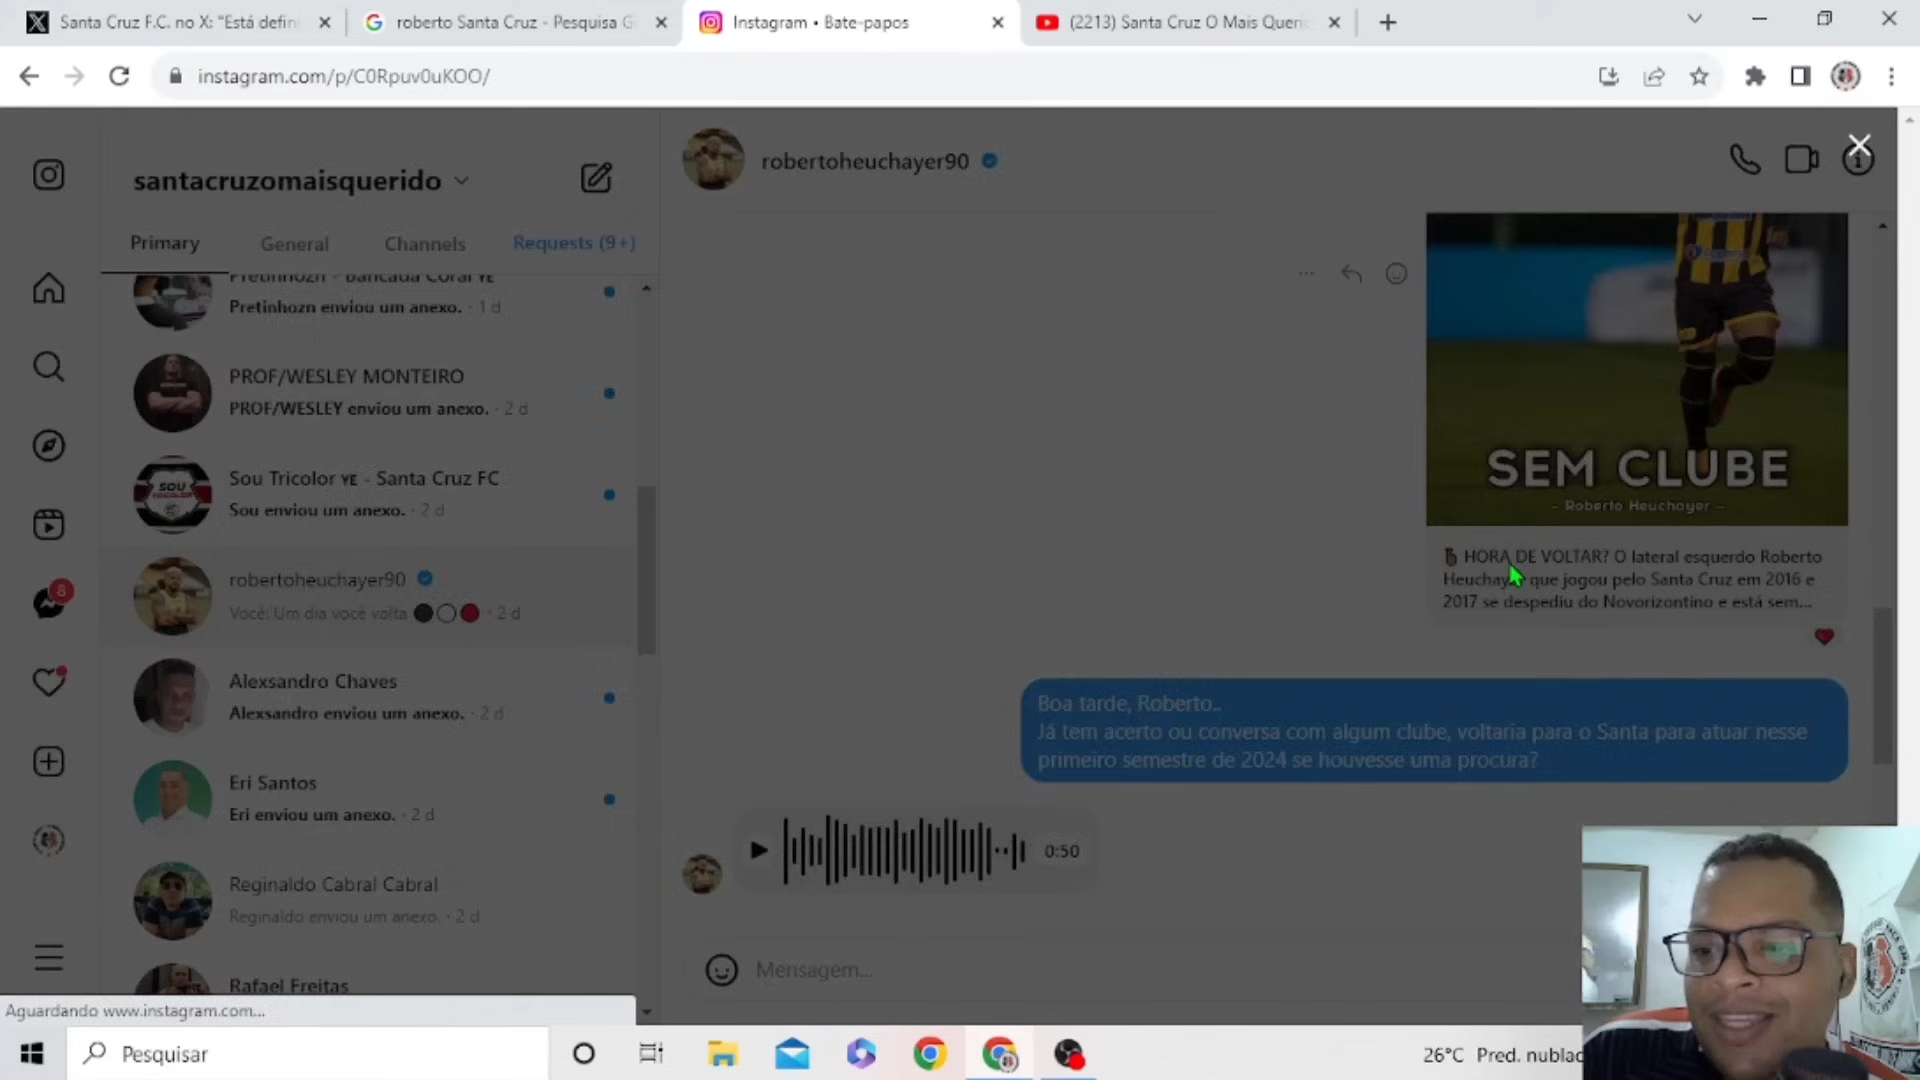 Santa Cruz F.C. no X: "Está defin
roberto Santa Cruz - Pesquisa G
Instagram • Bate-papos
(2213) Santa Cruz O Mais Queri
instagram.com/p/C0Rpuv0uKOO/
santacruzomaisquerido
Primary
General
Channels
Requests (9+)
Pretinhozn - Bancada Coral YE
Pretinhozn enviou um anexo. · 1 d
PROF/WESLEY MONTEIRO
PROF/WESLEY enviou um anexo. · 2 d
Sou Tricolor YE - Santa Cruz FC
Sou enviou um anexo. · 2 d
robertoheuchayer90
Você: Um dia você volta ⚫⚪🔴 · 2 d
Alexsandro Chaves
Alexsandro enviou um anexo. · 2 d
Eri Santos
Eri enviou um anexo. · 2 d
Reginaldo Cabral Cabral
Reginaldo enviou um anexo. · 2 d
Rafael Freitas
8
robertoheuchayer90
SEM CLUBE
- Roberto Heuchayer -
HORA DE VOLTAR? O lateral esquerdo Roberto
Heuchayer que jogou pelo Santa Cruz em 2016 e
2017 se despediu do Novorizontino e está sem...
Boa tarde, Roberto..
Já tem acerto ou conversa com algum clube, voltaria para o Santa para atuar nesse
primeiro semestre de 2024 se houvesse uma procura?
0:50
Mensagem...
Aguardando www.instagram.com...
Pesquisar
26°C Pred. nublad